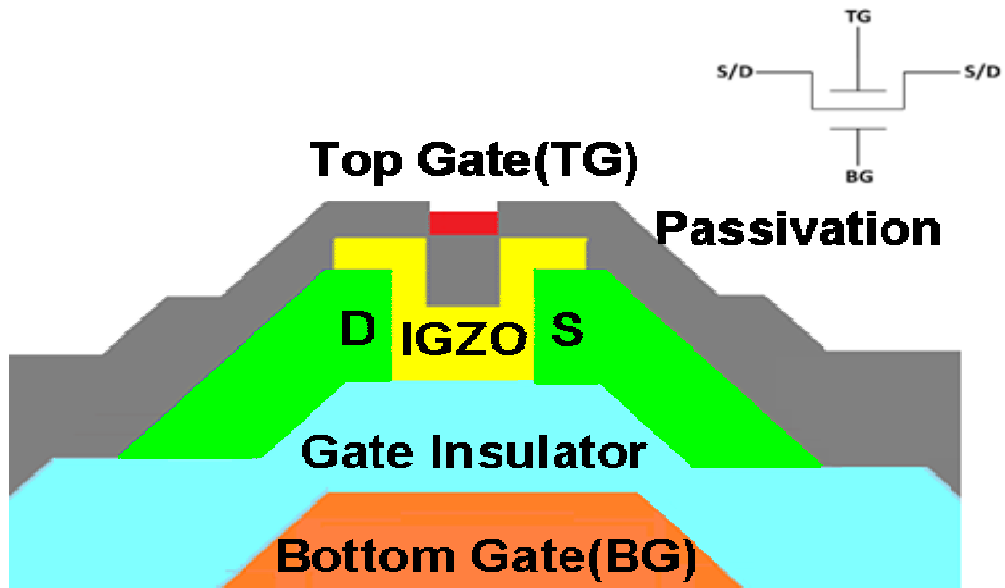 TG
S/D
S/D
BG
Top Gate(TG)
Passivation
D
IGZO
S
Gate Insulator
Bottom Gate(BG)